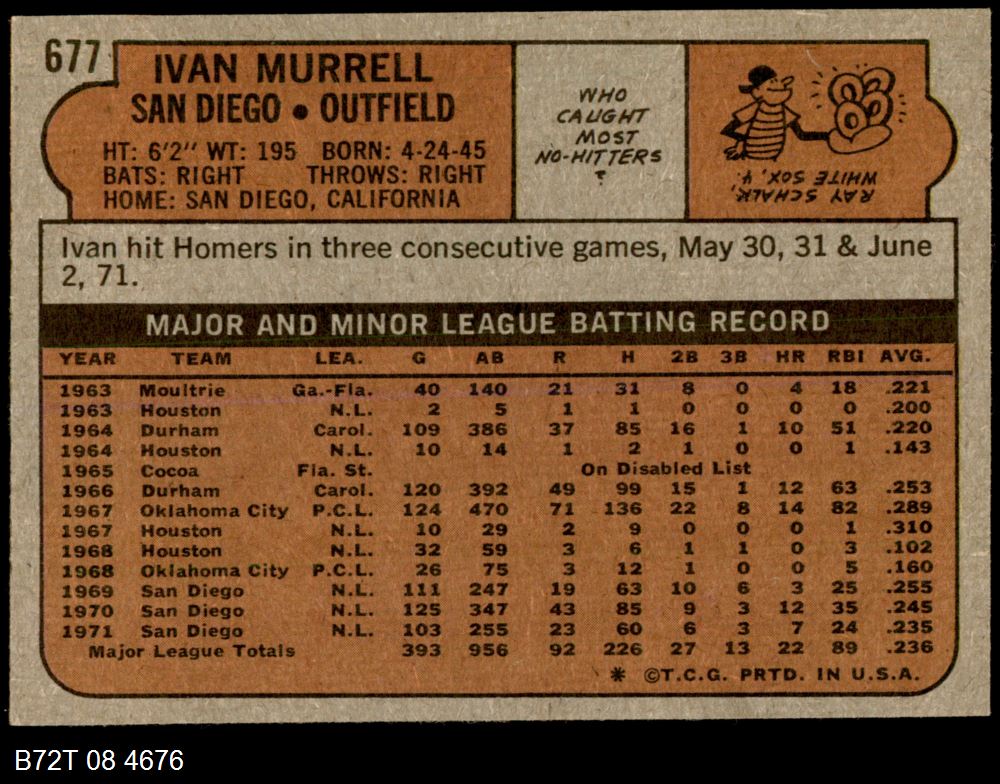 677
IVAN MURRELL
SAN DIEGO • OUTFIELD
HT: 6'2" WT: 195 BORN: 4-24-45
BATS: RIGHT THROWS: RIGHT
HOME: SAN DIEGO, CALIFORNIA
WHO
CAUGHT
MOST
NO-HITTERS
?
RAY SCHALK,
WHITE SOX, 4.
Ivan hit Homers in three consecutive games, May 30, 31 & June
2, 71.
MAJOR AND MINOR LEAGUE BATTING RECORD
YEAR TEAM LEA. G AB R H 2B 3B HR RBI AVG.
1963 Moultrie Ga.-Fla. 40 140 21 31 8 0 4 18 .221
1963 Houston N.L. 2 5 1 1 0 0 0 0 .200
1964 Durham Carol. 109 386 37 85 16 1 10 51 .220
1964 Houston N.L. 10 14 1 2 1 0 0 1 .143
1965 Cocoa Fla. St. On Disabled List
1966 Durham Carol. 120 392 49 99 15 1 12 63 .253
1967 Oklahoma City P.C.L. 124 470 71 136 22 8 14 82 .289
1967 Houston N.L. 10 29 2 9 0 0 0 1 .310
1968 Houston N.L. 32 59 3 6 1 1 0 3 .102
1968 Oklahoma City P.C.L. 26 75 3 12 1 0 0 5 .160
1969 San Diego N.L. 111 247 19 63 10 6 3 25 .255
1970 San Diego N.L. 125 347 43 85 9 3 12 35 .245
1971 San Diego N.L. 103 255 23 60 6 3 7 24 .235
Major League Totals 393 956 92 226 27 13 22 89 .236
* ©T.C.G. PRTD. IN U.S.A.
B72T 08 4676